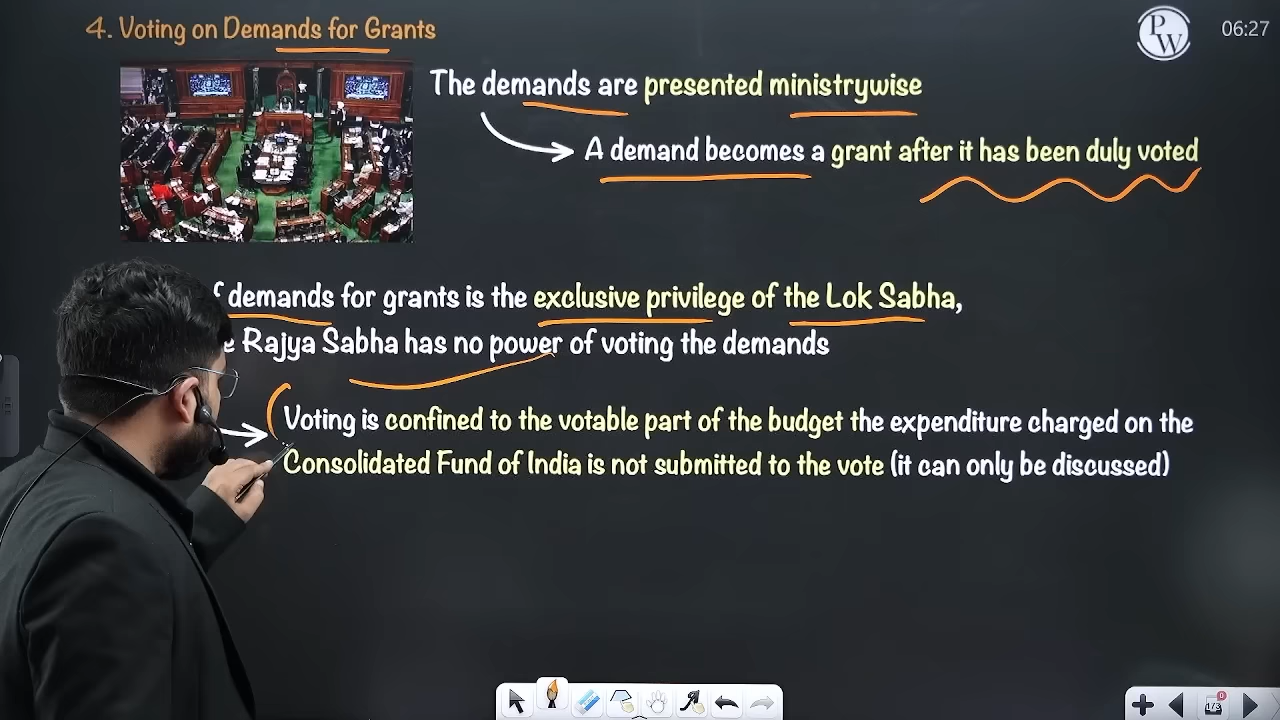 4. Voting on Demands for Grants
PW
06:27
The demands are presented ministrywise
A demand becomes a grant after it has been duly voted
demands for grants is the exclusive privilege of the Lok Sabha,
Rajya Sabha has no power of voting the demands
Voting is confined to the votable part of the budget the expenditure charged on the
Consolidated Fund of India is not submitted to the vote (it can only be discussed)